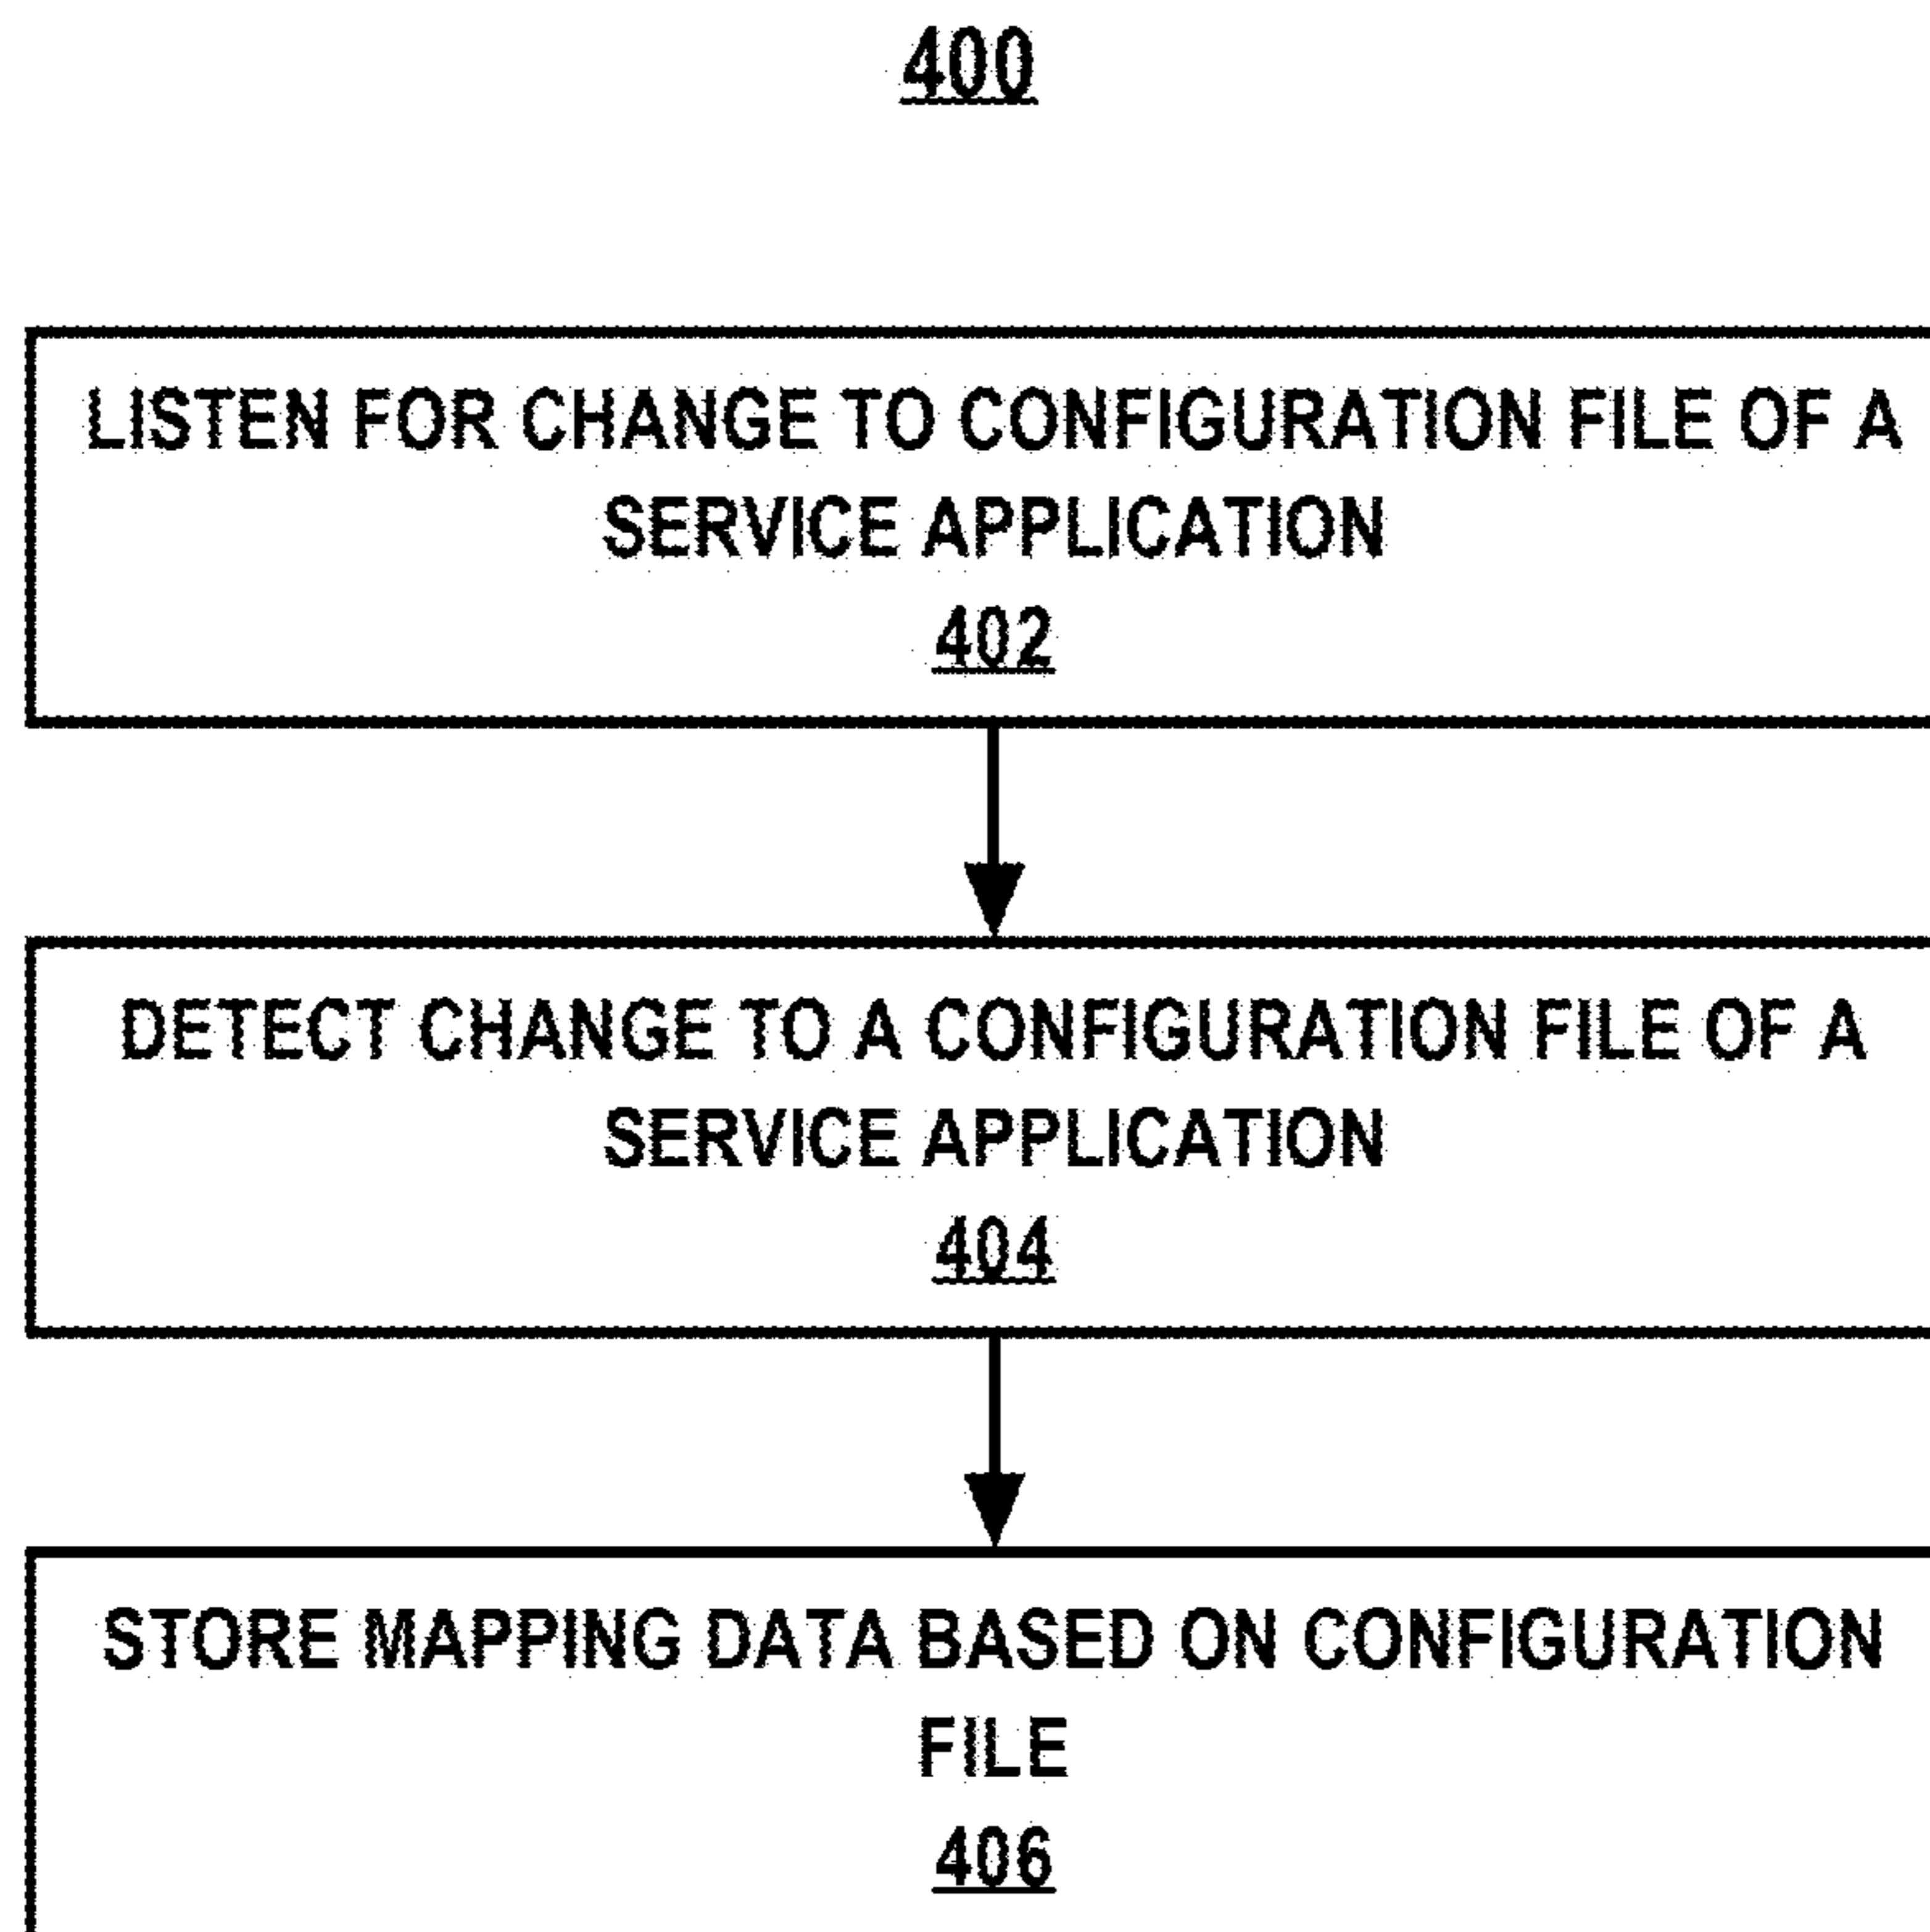 400
LISTEN FOR CHANGE TO CONFIGURATION FILE OF A
SERVICE APPLICATION
402
DETECT CHANGE TO A CONFIGURATION FILE OF A
SERVICE APPLICATION
404
STORE MAPPING DATA BASED ON CONFIGURATION
FILE
406